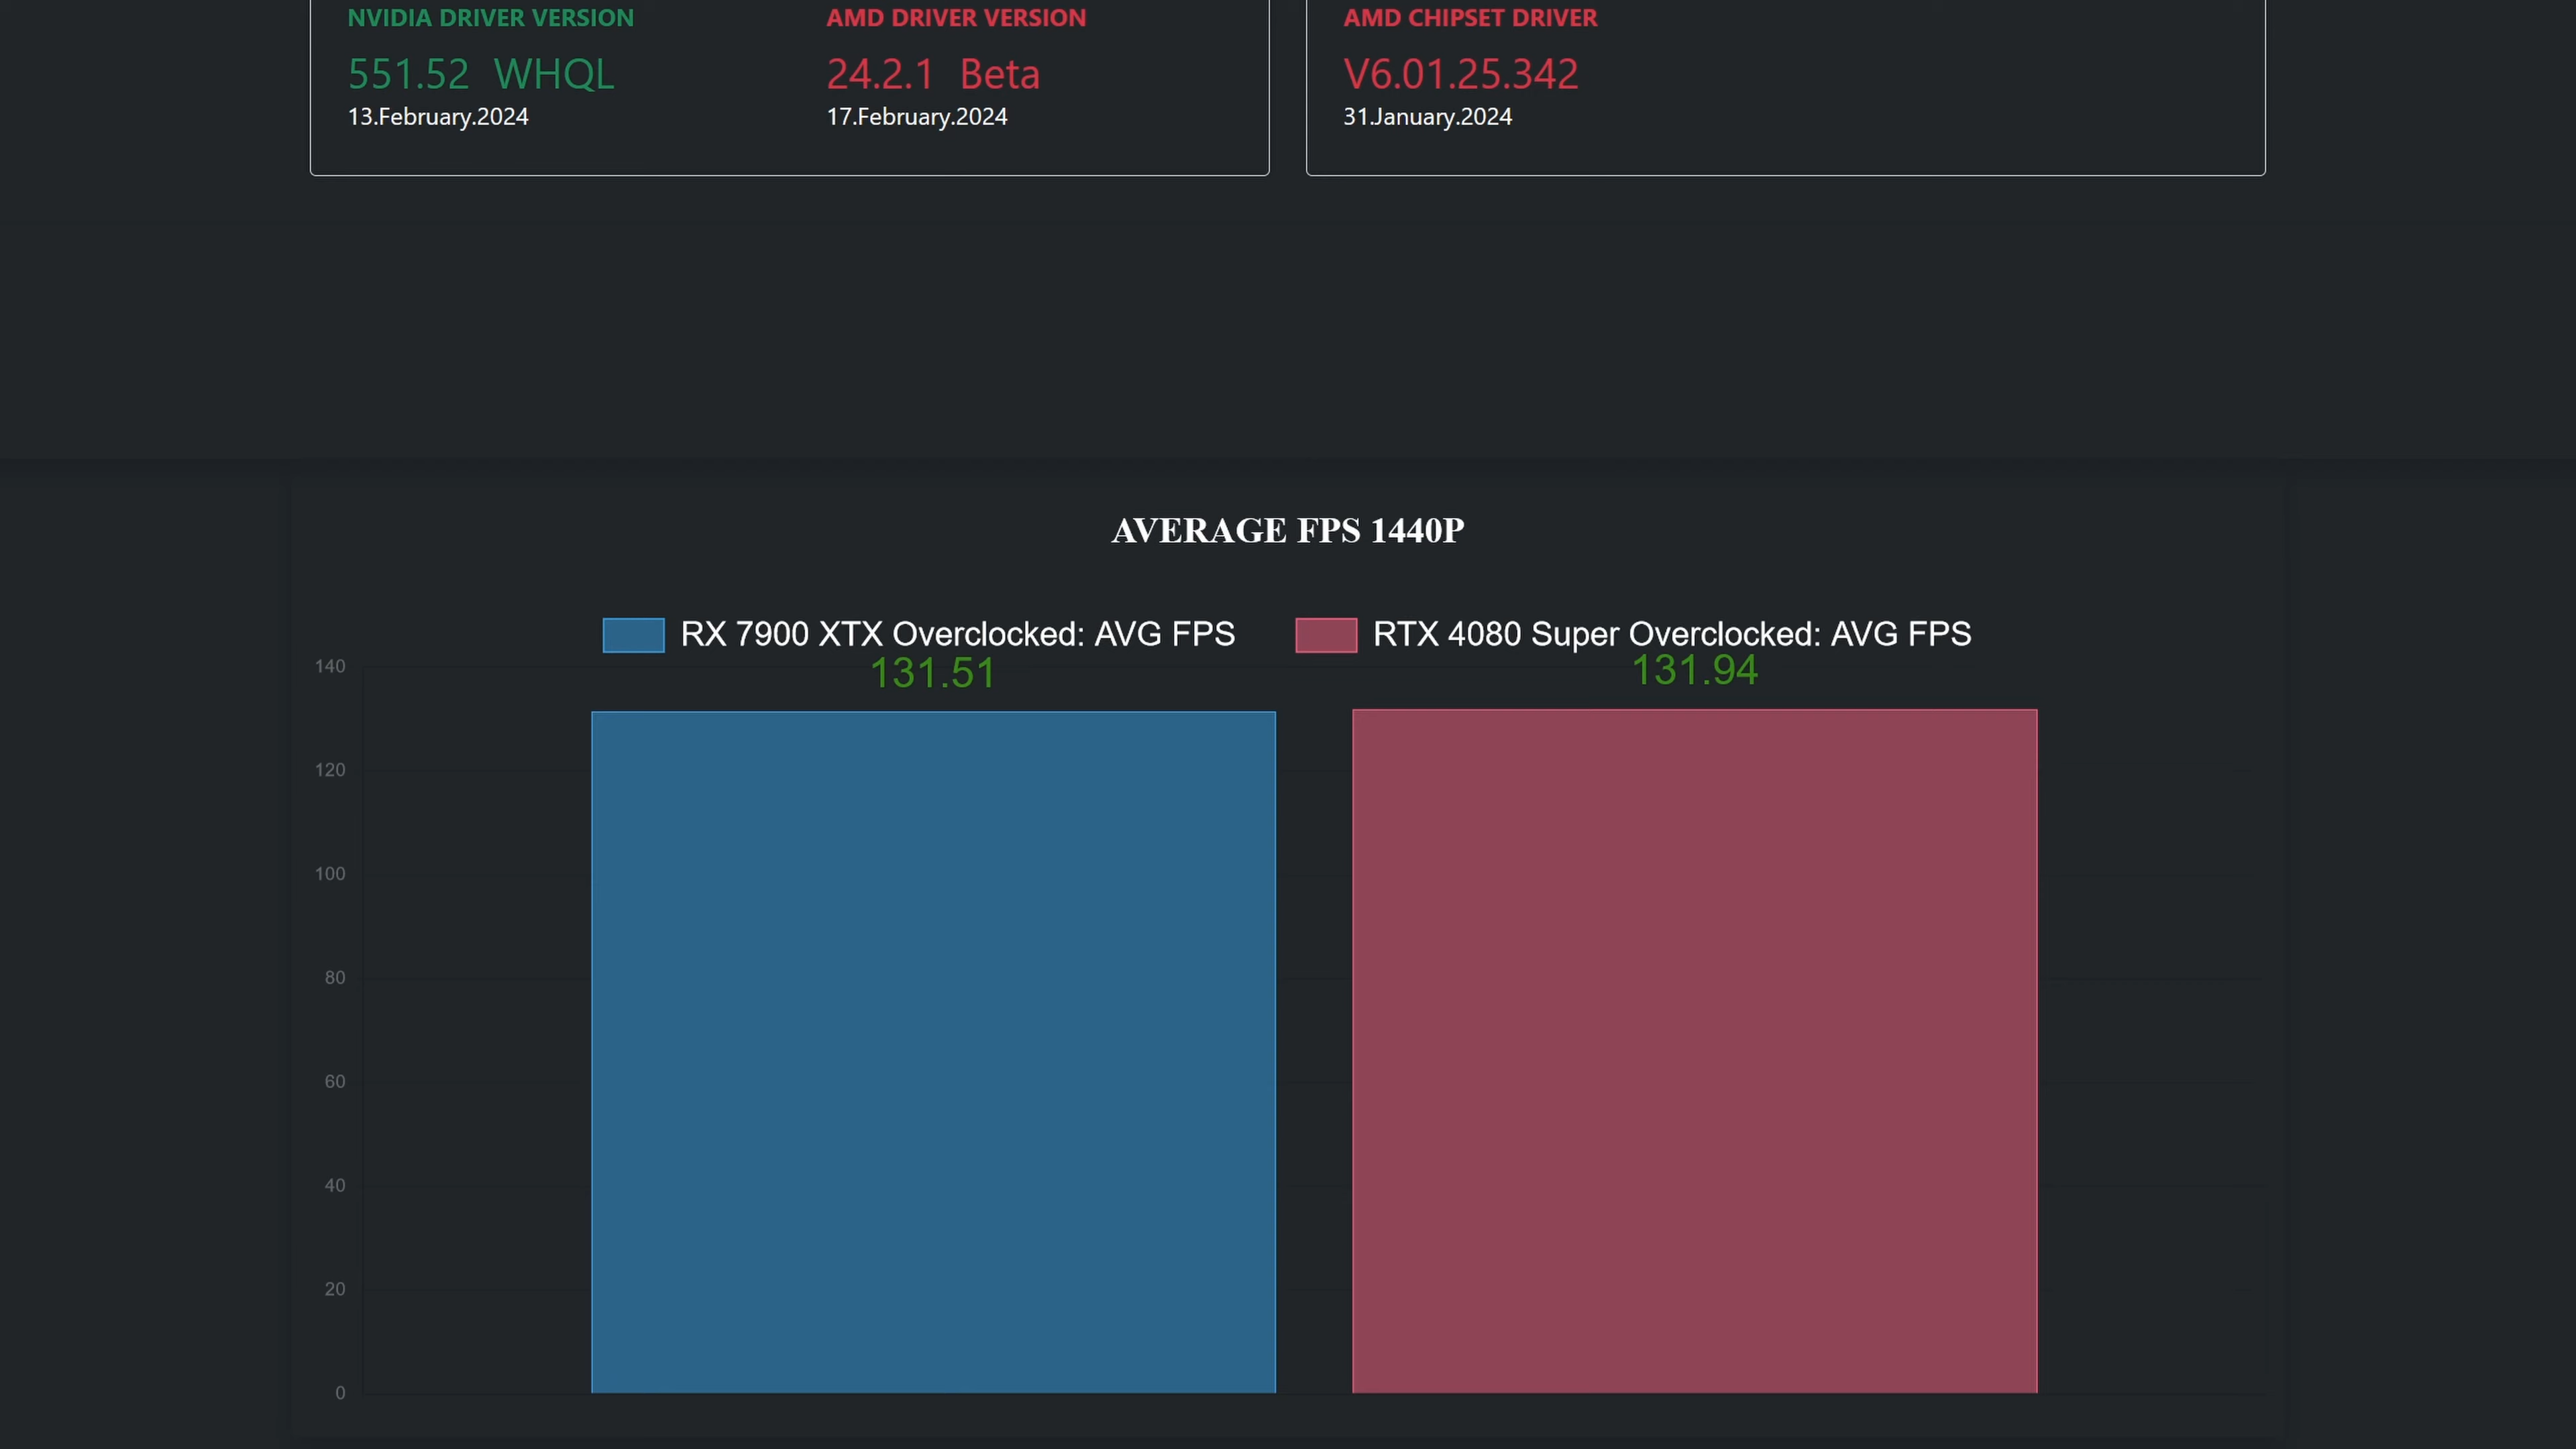 NVIDIA DRIVER VERSION
551.52 WHQL
13.February.2024
AMD DRIVER VERSION
24.2.1 Beta
17.February.2024
AMD CHIPSET DRIVER
V6.01.25.342
31.January.2024
AVERAGE FPS 1440P
RX 7900 XTX Overclocked: AVG FPS
RTX 4080 Super Overclocked: AVG FPS
131.51
131.94
140
120
100
80
60
40
20
0